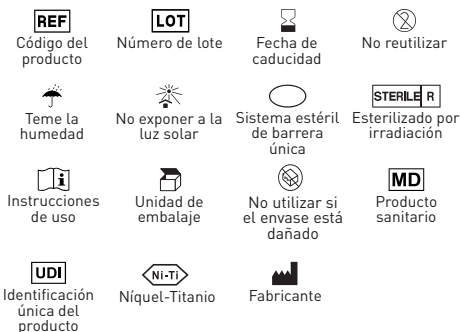 REF
LOT
Código del
producto
Número de lote
Fecha de
caducidad
No reutilizar
STERILE R
Teme la
humedad
No exponer a la
luz solar
Sistema estéril
de barrera
única
Esterilizado por
irradiación
i
MD
Instrucciones
de uso
Unidad de
embalaje
No utilizar si
el envase está
dañado
Producto
sanitario
UDI
Ni-Ti
Identificación
única del
producto
Níquel-Titanio
Fabricante